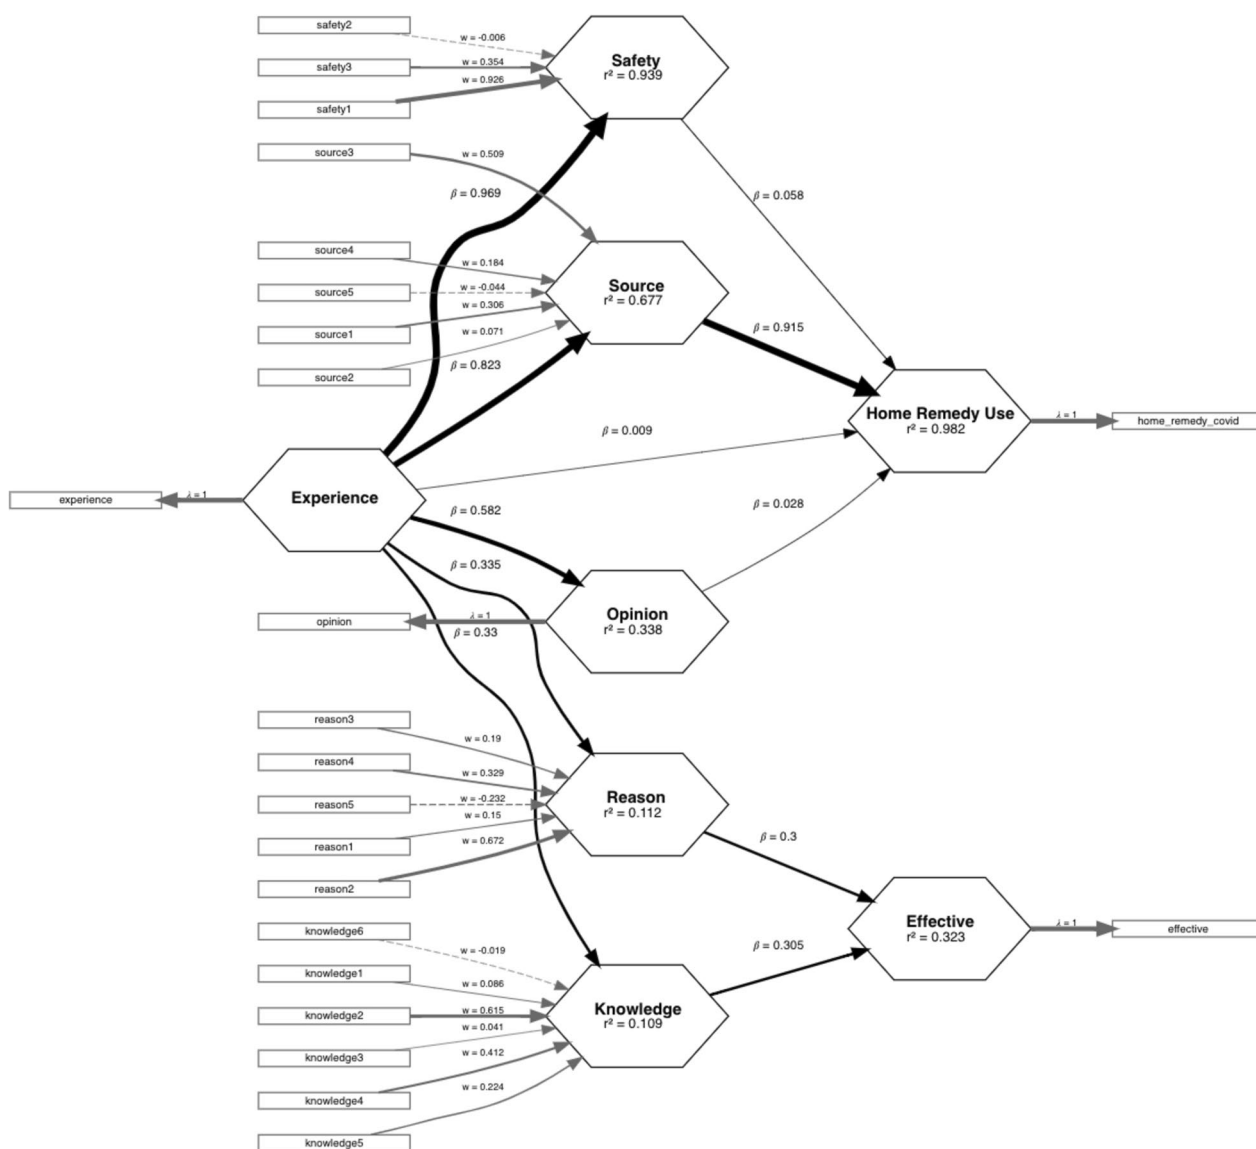 safety2
w = -0.006
safety3
w = 0.354
safety1
w = 0.926
Safety
r² = 0.939
source3
w = 0.509
β = 0.969
β = 0.058
source4
w = 0.184
source5
w = -0.044
source1
w = 0.306
source2
w = 0.071
Source
r² = 0.677
β = 0.823
β = 0.915
Home Remedy Use
r² = 0.982
λ = 1
home_remedy_covid
β = 0.009
experience
λ = 1
Experience
β = 0.582
β = 0.028
β = 0.335
opinion
λ = 1
β = 0.33
Opinion
r² = 0.338
reason3
w = 0.19
reason4
w = 0.329
reason5
w = -0.232
reason1
w = 0.15
reason2
w = 0.672
Reason
r² = 0.112
β = 0.3
Effective
r² = 0.323
λ = 1
effective
knowledge6
w = -0.019
knowledge1
w = 0.086
knowledge2
w = 0.615
knowledge3
w = 0.041
knowledge4
w = 0.412
knowledge5
w = 0.224
Knowledge
r² = 0.109
β = 0.305